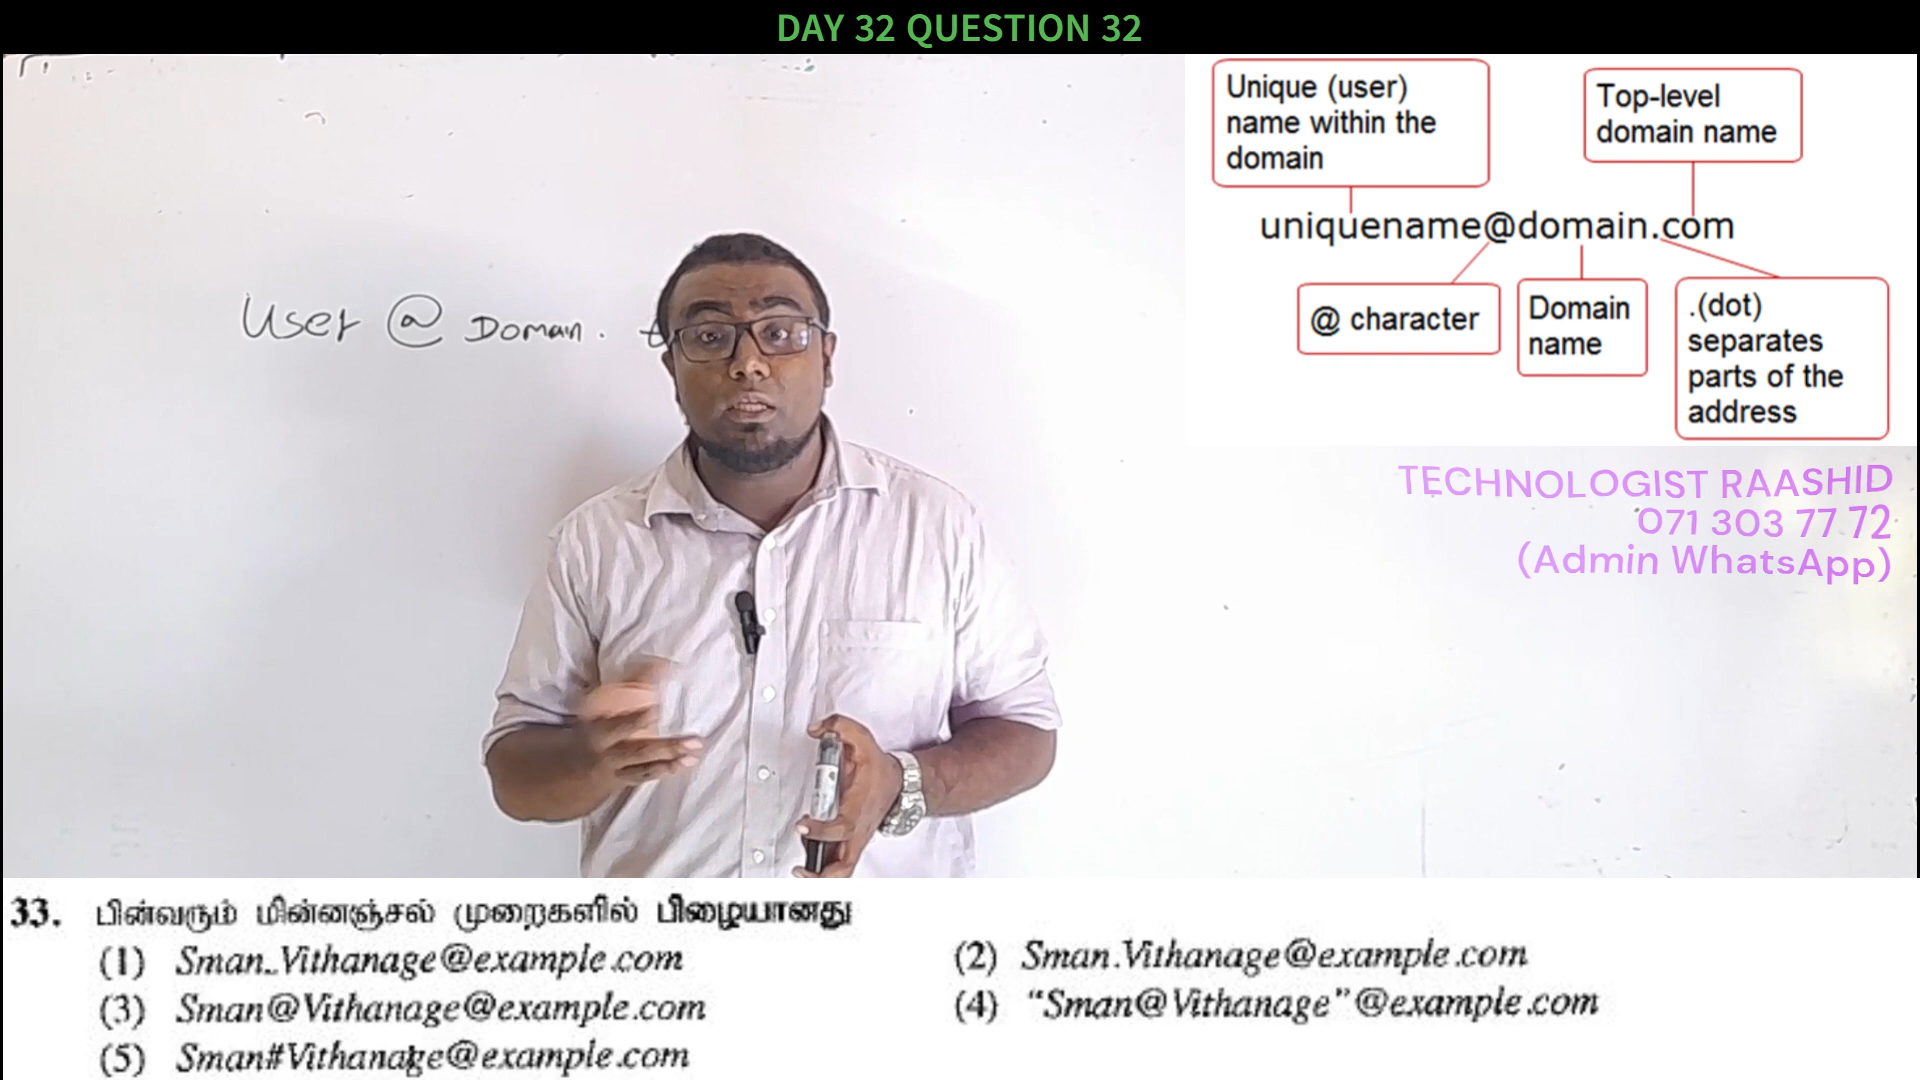 DAY 32 QUESTION 32
Unique (user)
name within the
domain
Top-level
domain name
uniquename@domain.com
@ character
Domain
name
.(dot)
separates
parts of the
address
User @ Domain.
TECHNOLOGIST RAASHID
071 303 77 72
(Admin WhatsApp)
33. பின்வரும் மின்னஞ்சல் முறைகளில் பிழையானது
(1) Sman_Vithanage@example.com
(2) Sman.Vithanage@example.com
(3) Sman@Vithanage@example.com
(4) “Sman@Vithanage”@example.com
(5) Sman#Vithanage@example.com